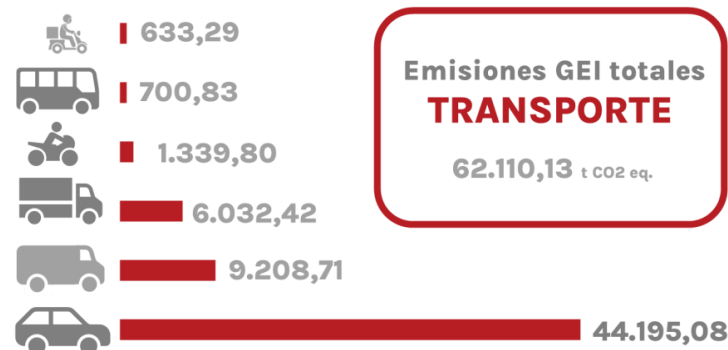 633,29
700,83
1.339,80
6.032,42
9.208,71
44.195,08
Emisiones GEI totales
TRANSPORTE
62.110,13 t CO2 eq.